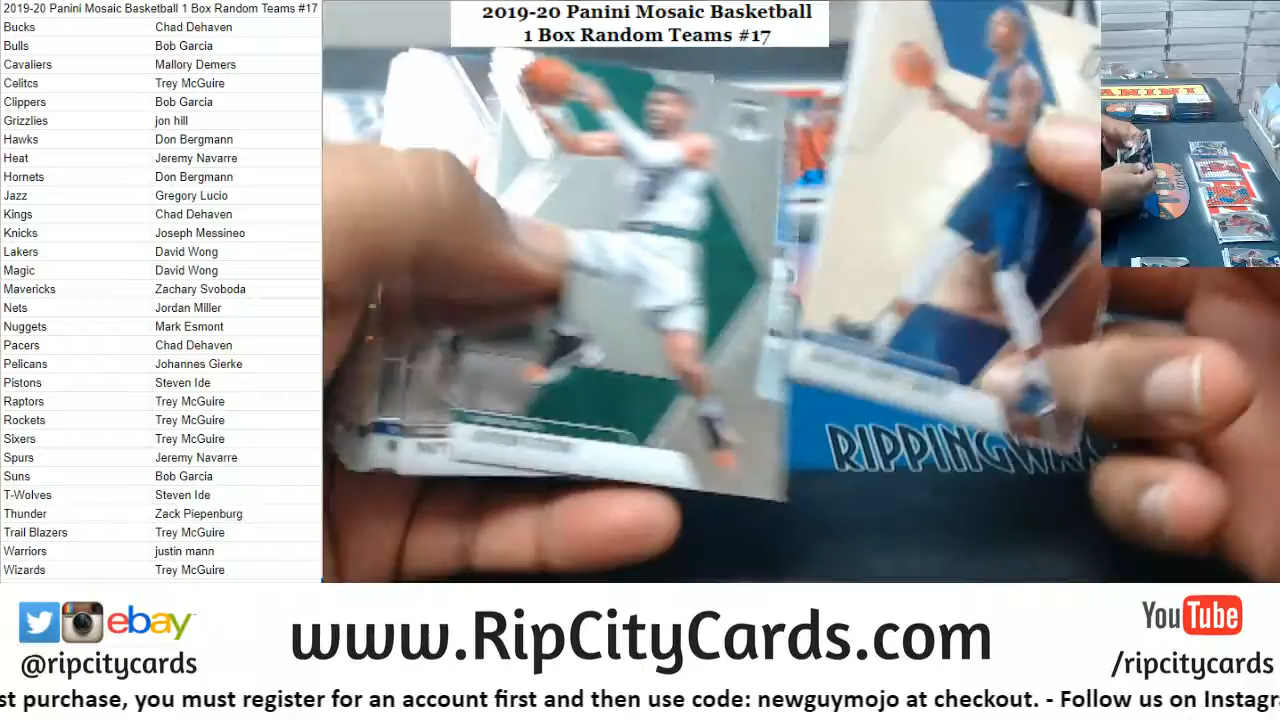 2019-20 Panini Mosaic Basketball 1 Box Random Teams #17
Bucks Chad Dehaven
Bulls Bob Garcia
Cavaliers Mallory Demers
Celitcs Trey McGuire
Clippers Bob Garcia
Grizzlies jon hill
Hawks Don Bergmann
Heat Jeremy Navarre
Hornets Don Bergmann
Jazz Gregory Lucio
Kings Chad Dehaven
Knicks Joseph Messineo
Lakers David Wong
Magic David Wong
Mavericks Zachary Svoboda
Nets Jordan Miller
Nuggets Mark Esmont
Pacers Chad Dehaven
Pelicans Johannes Gierke
Pistons Steven Ide
Raptors Trey McGuire
Rockets Trey McGuire
Sixers Trey McGuire
Spurs Jeremy Navarre
Suns Bob Garcia
T-Wolves Steven Ide
Thunder Zack Piepenburg
Trail Blazers Trey McGuire
Warriors justin mann
Wizards Trey McGuire
2019-20 Panini Mosaic Basketball
1 Box Random Teams #17
PANINI
RIPPINGWAX
ebay
@ripcitycards
www.RipCityCards.com
YouTube
/ripcitycards
st purchase, you must register for an account first and then use code: newguymojo at checkout. - Follow us on Instagr